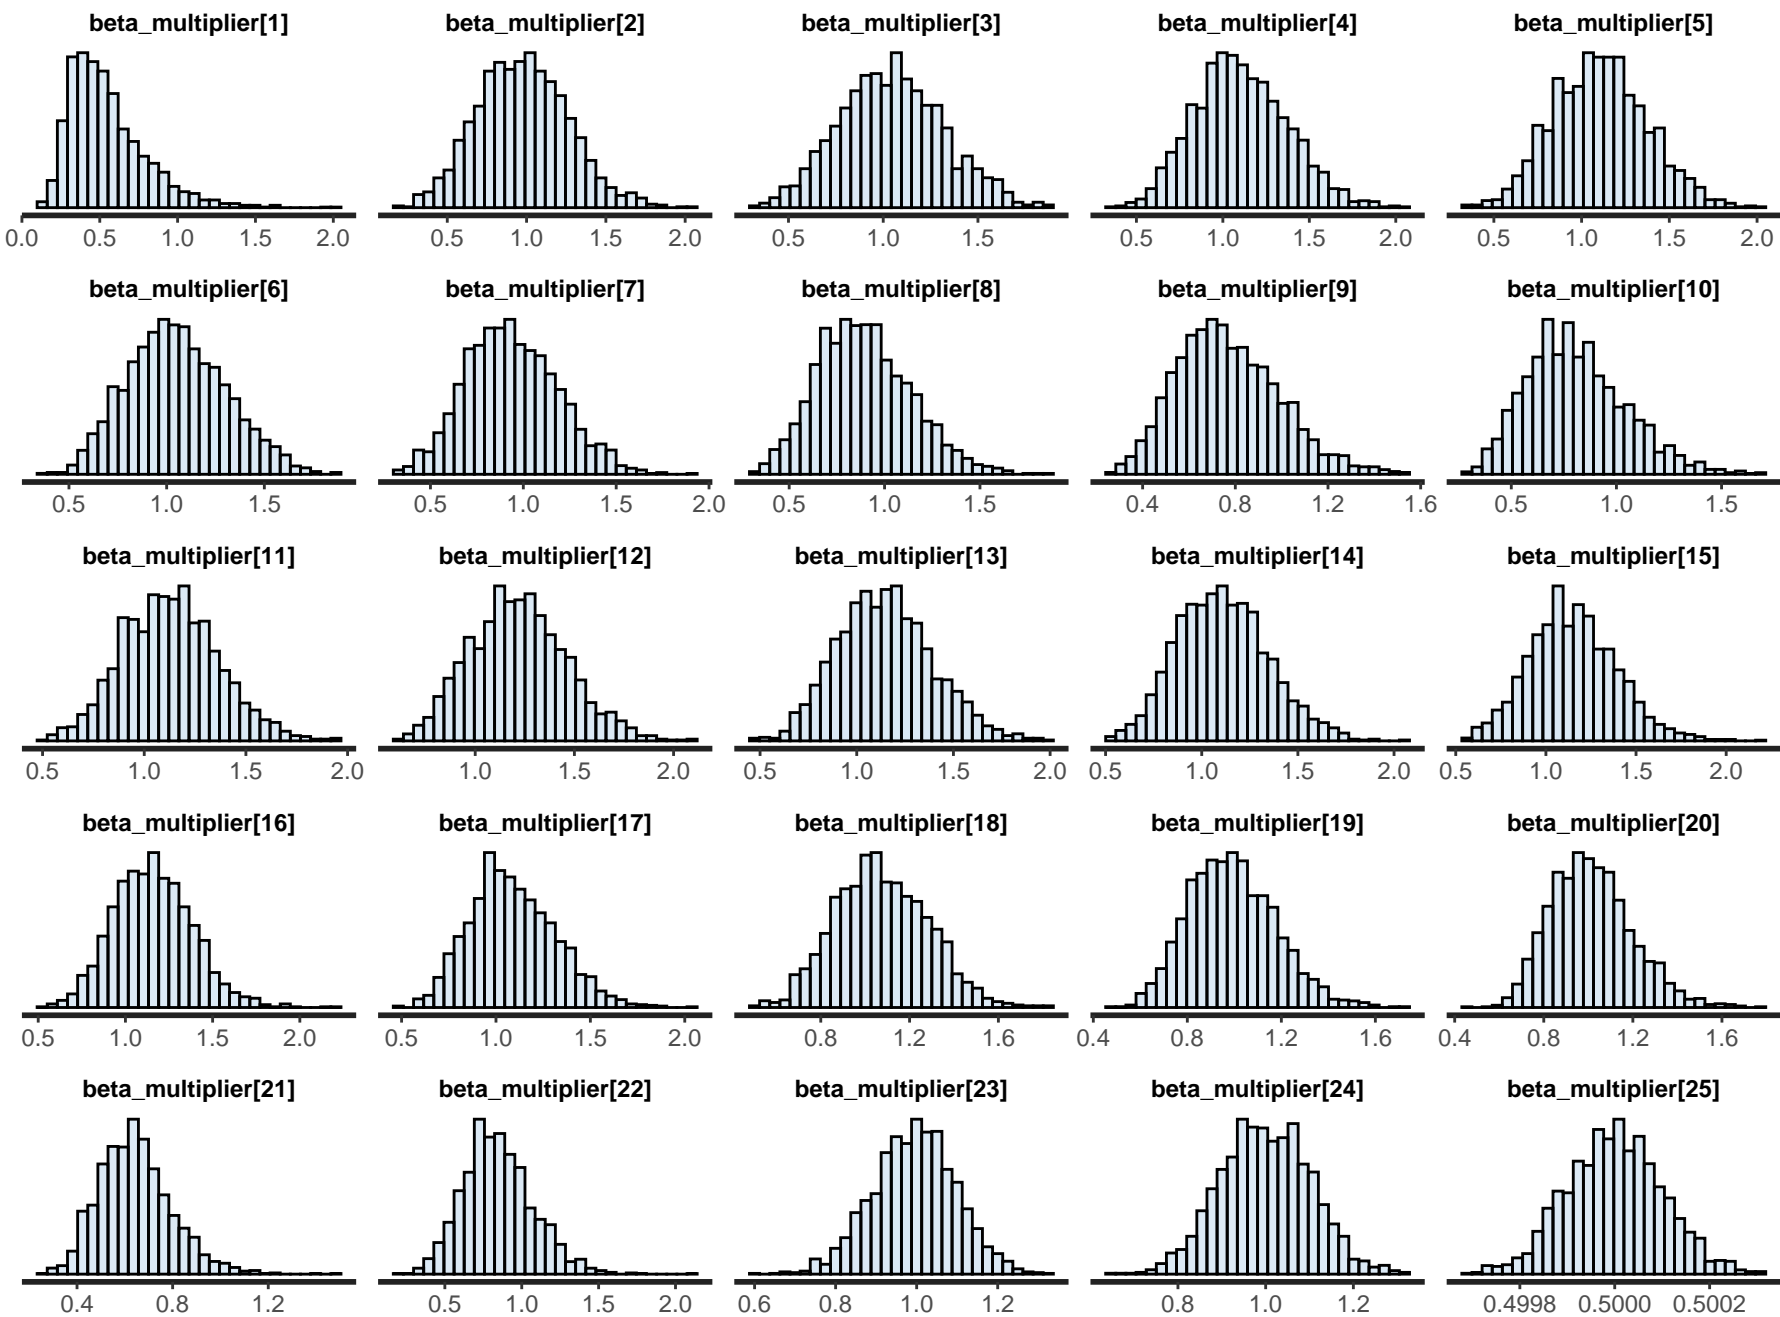 beta_multiplier[1] beta_multiplier[2] beta_multiplier[3] beta_multiplier[4] beta_multiplier[5]
0.0 0.5 1.0 1.5 2.0 0.5 1.0 1.5 2.0 0.5 1.0 1.5 0.5 1.0 1.5 2.0 0.5 1.0 1.5 2.0
beta_multiplier[6] beta_multiplier[7] beta_multiplier[8] beta_multiplier[9] beta_multiplier[10]
0.5 1.0 1.5 0.5 1.0 1.5 2.0 0.5 1.0 1.5 0.4 0.8 1.2 1.6 0.5 1.0 1.5
beta_multiplier[11] beta_multiplier[12] beta_multiplier[13] beta_multiplier[14] beta_multiplier[15]
0.5 1.0 1.5 2.0 1.0 1.5 2.0 0.5 1.0 1.5 2.0 0.5 1.0 1.5 2.0 0.5 1.0 1.5 2.0
beta_multiplier[16] beta_multiplier[17] beta_multiplier[18] beta_multiplier[19] beta_multiplier[20]
0.5 1.0 1.5 2.0 0.5 1.0 1.5 2.0 0.8 1.2 1.6 0.4 0.8 1.2 1.6 0.4 0.8 1.2 1.6
beta_multiplier[21] beta_multiplier[22] beta_multiplier[23] beta_multiplier[24] beta_multiplier[25]
0.4 0.8 1.2 0.5 1.0 1.5 2.0 0.6 0.8 1.0 1.2 0.8 1.0 1.2 0.4998 0.5000 0.5002